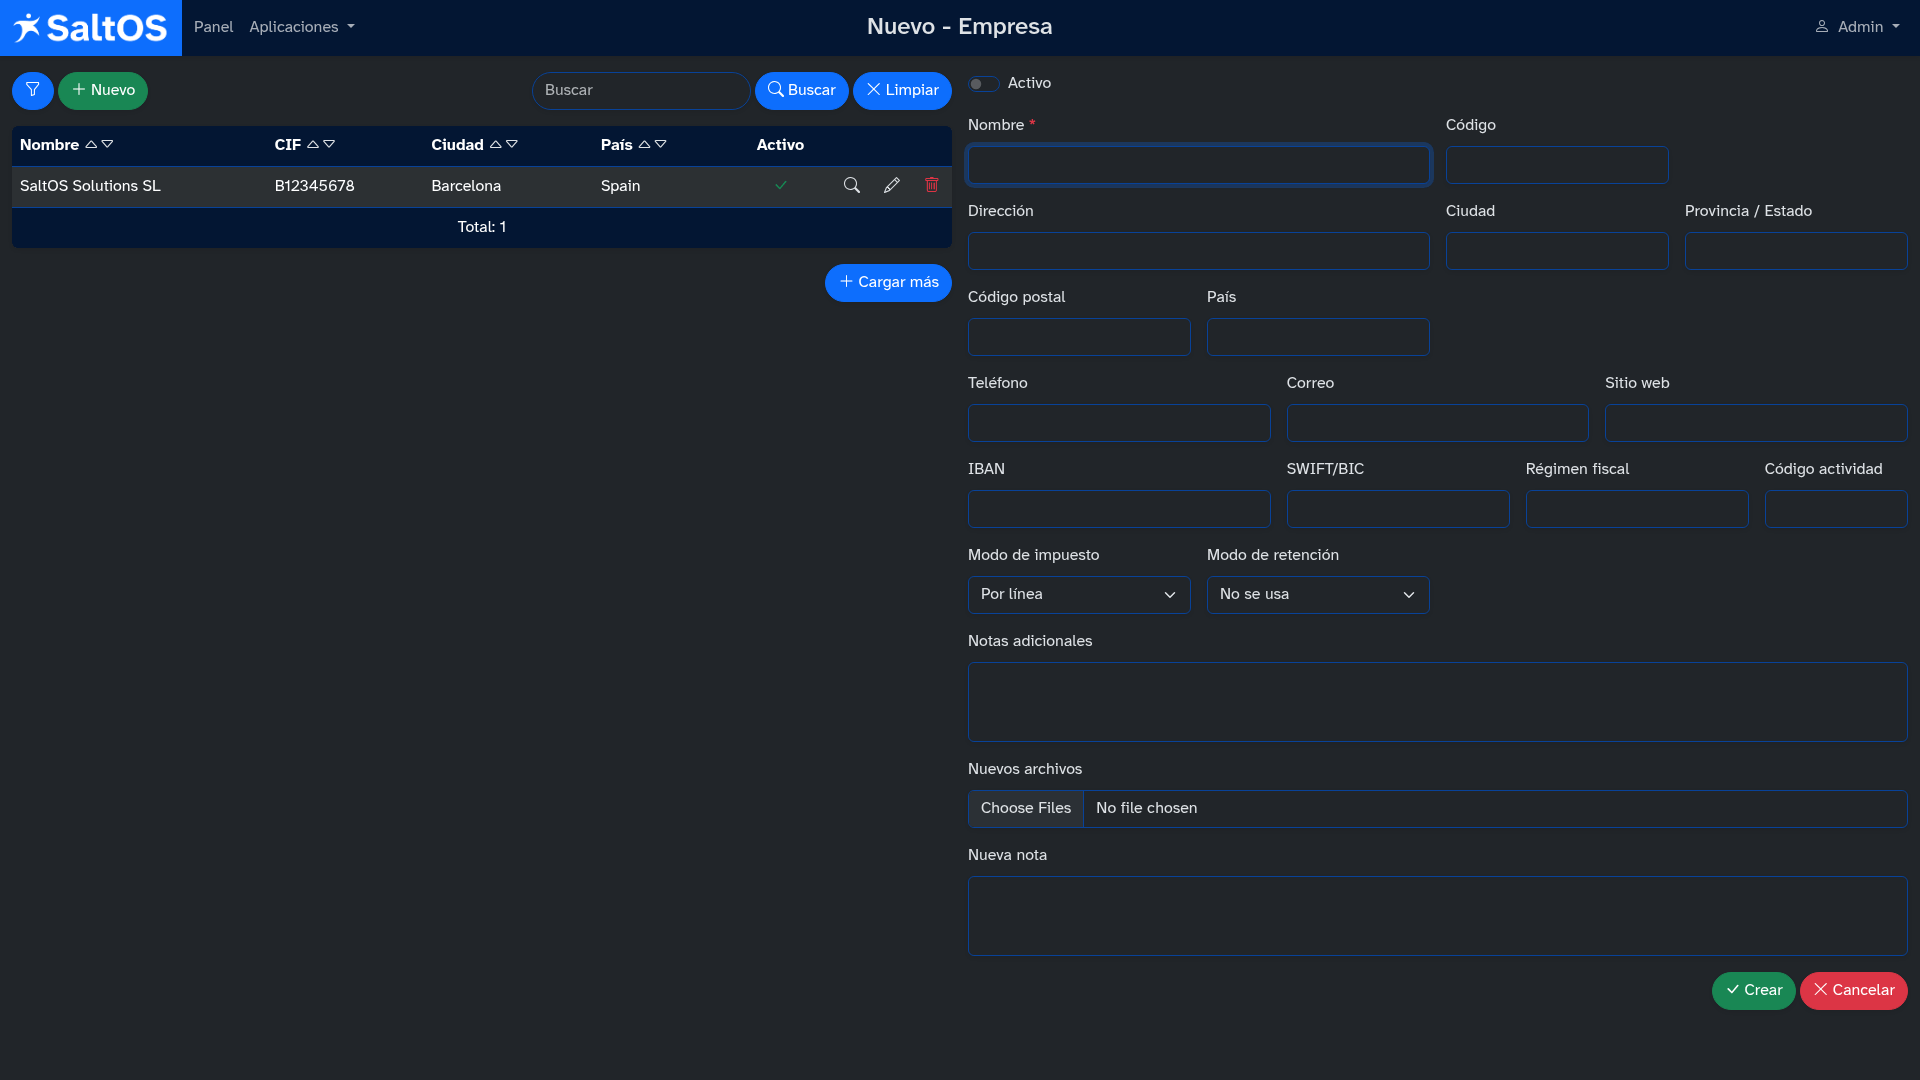 SaltOS Panel Aplicaciones Nuevo - Empresa Admin
Nuevo Buscar Buscar Limpiar
Nombre CIF Ciudad País Activo
SaltOS Solutions SL B12345678 Barcelona Spain
Total: 1
Cargar más
Activo
Nombre * Código
Dirección Ciudad Provincia / Estado
Código postal País
Teléfono Correo Sitio web
IBAN SWIFT/BIC Régimen fiscal Código actividad
Modo de impuesto Modo de retención
Por línea No se usa
Notas adicionales
Nuevos archivos
Choose Files No file chosen
Nueva nota
Crear Cancelar